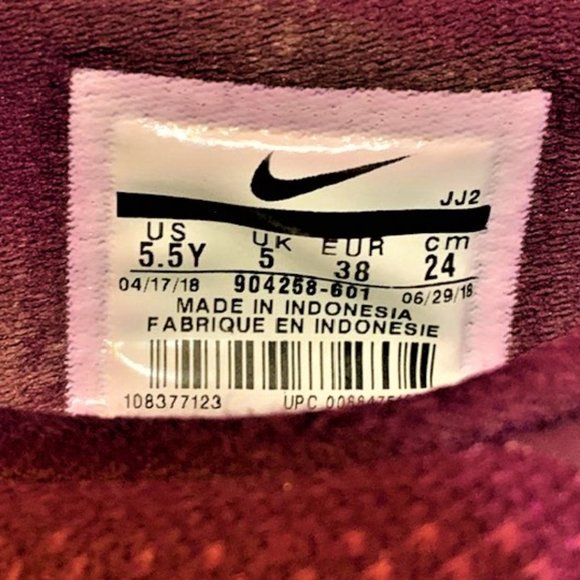 JJ2
US UK EUR cm
5.5Y 5 38 24
04/17/18 904258-601 06/29/18
MADE IN INDONESIA
FABRIQUE EN INDONESIE
108377123 UPC